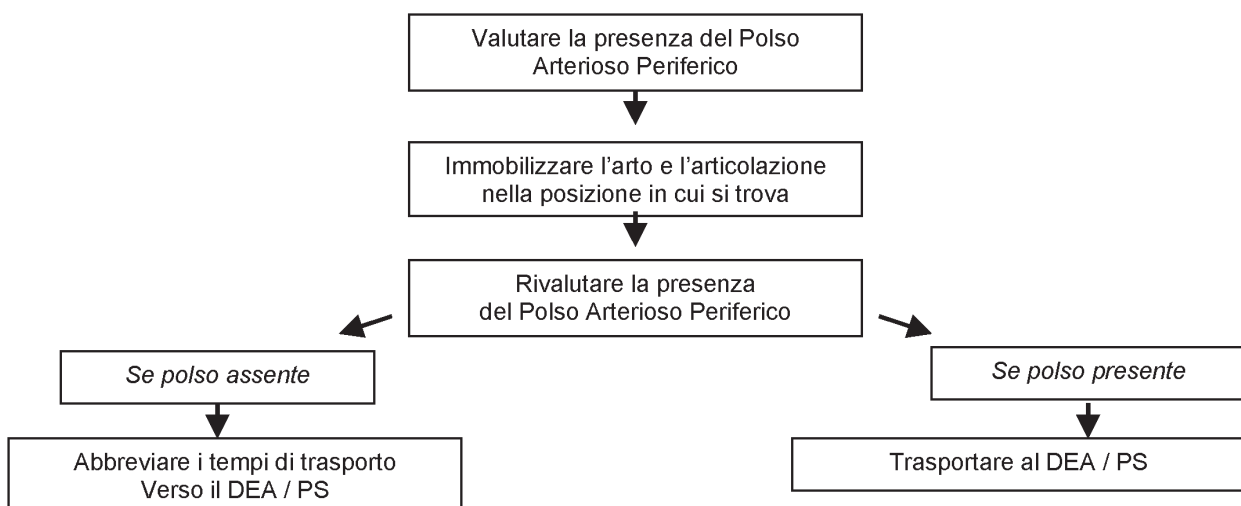 Valutare la presenza del Polso
Arterioso Periferico
Immobilizzare l'arto e l'articolazione
nella posizione in cui si trova
Rivalutare la presenza
del Polso Arterioso Periferico
Se polso assente
Se polso presente
Abbreviare i tempi di trasporto
Verso il DEA / PS
Trasportare al DEA / PS